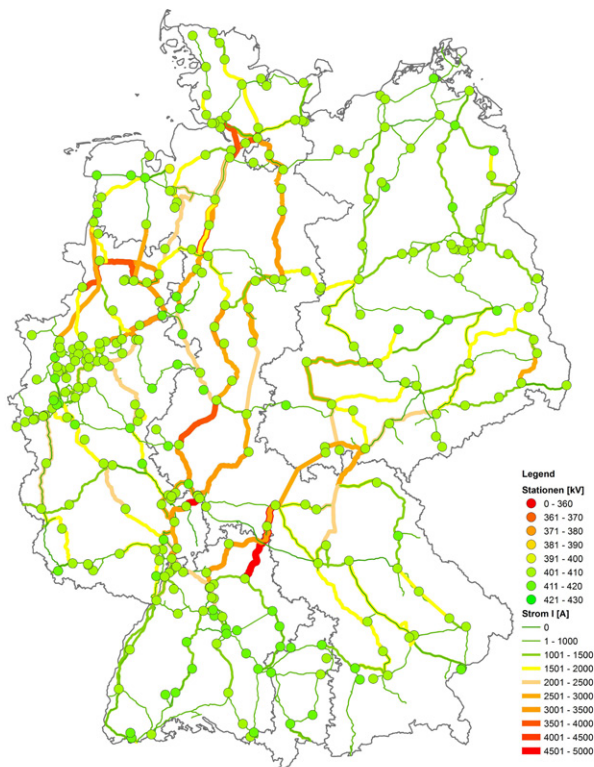 Legend
Stationen [kV]
0 - 360
361 - 370
371 - 380
381 - 390
391 - 400
401 - 410
411 - 420
421 - 430
Strom I [A]
0
1 - 1000
1001 - 1500
1501 - 2000
2001 - 2500
2501 - 3000
3001 - 3500
3501 - 4000
4001 - 4500
4501 - 5000